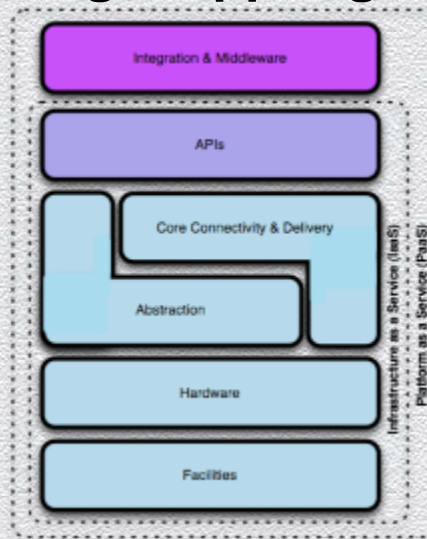 Integration & Middleware
APIs
Core Connectivity & Delivery
Abstraction
Hardware
Facilities
Infrastructure as a Service (IaaS)
Platform as a Service (PaaS)